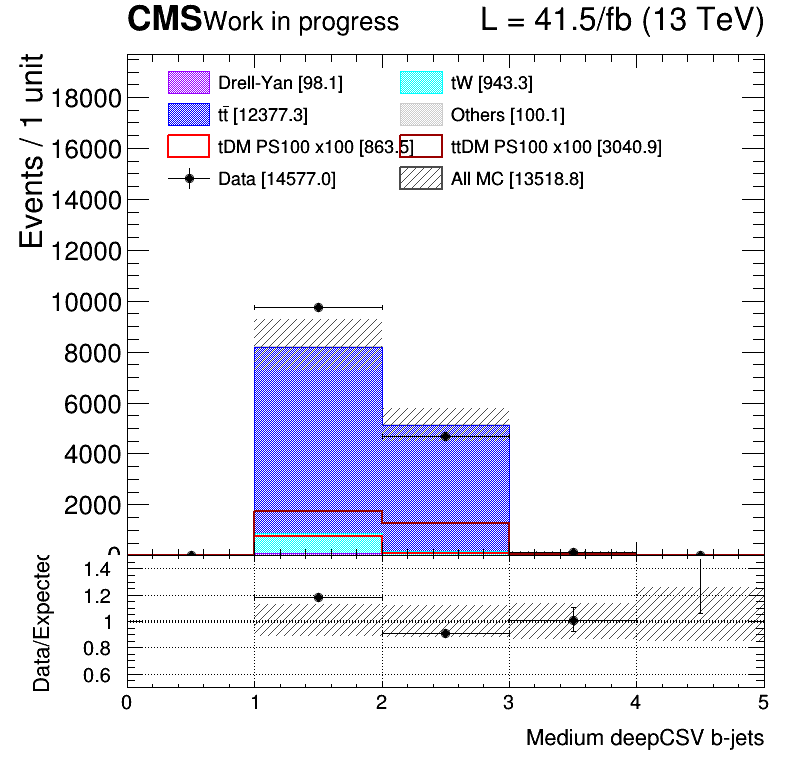 CMS Work in progress L = 41.5/fb (13 TeV)
Events / 1 unit
18000
16000
14000
12000
10000
8000
6000
4000
2000
0
Drell-Yan [98.1] tW [943.3]
tt̄ [12377.3] Others [100.1]
tDM PS100 x100 [863.5] ttDM PS100 x100 [3040.9]
Data [14577.0] All MC [13518.8]
Data/Expected
1.4
1.2
1
0.8
0.6
0 1 2 3 4 5
Medium deepCSV b-jets